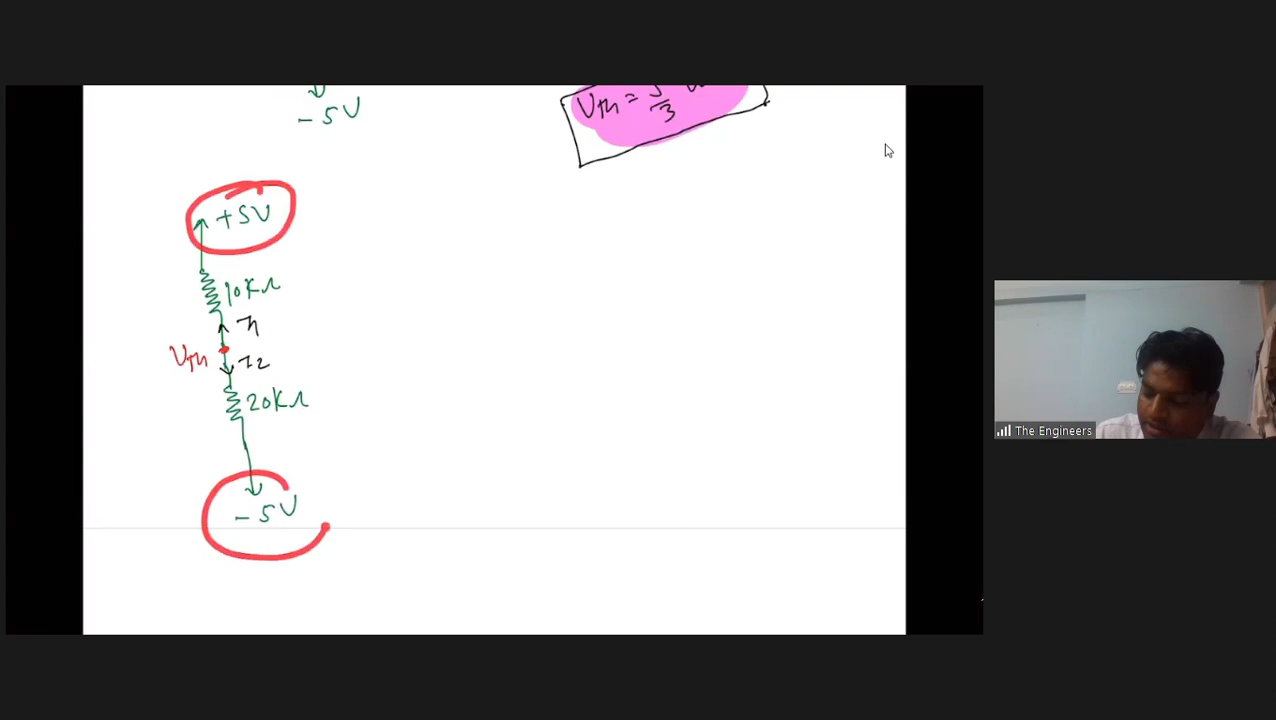 - 5V
Vth = 5/3
+5V
10KΩ
I1
Vth
I2
20KΩ
- 5V
The Engineers